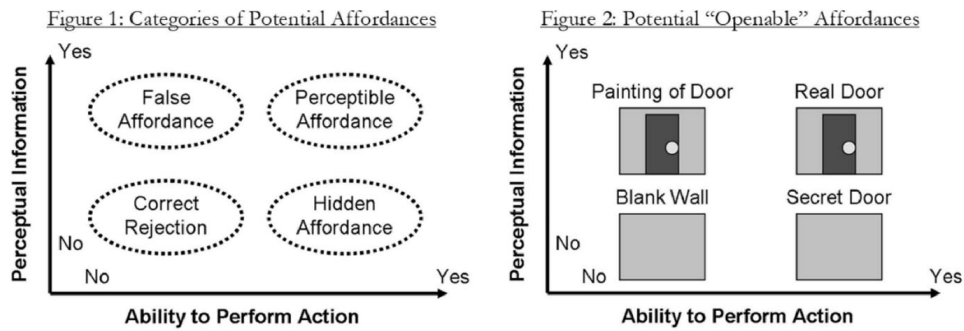 Figure 1: Categories of Potential Affordances
Yes
Perceptual Information
False
Affordance
Perceptible
Affordance
Correct
Rejection
Hidden
Affordance
No
No
Yes
Ability to Perform Action
Figure 2: Potential “Openable” Affordances
Yes
Perceptual Information
Painting of Door
Real Door
Blank Wall
Secret Door
No
No
Yes
Ability to Perform Action